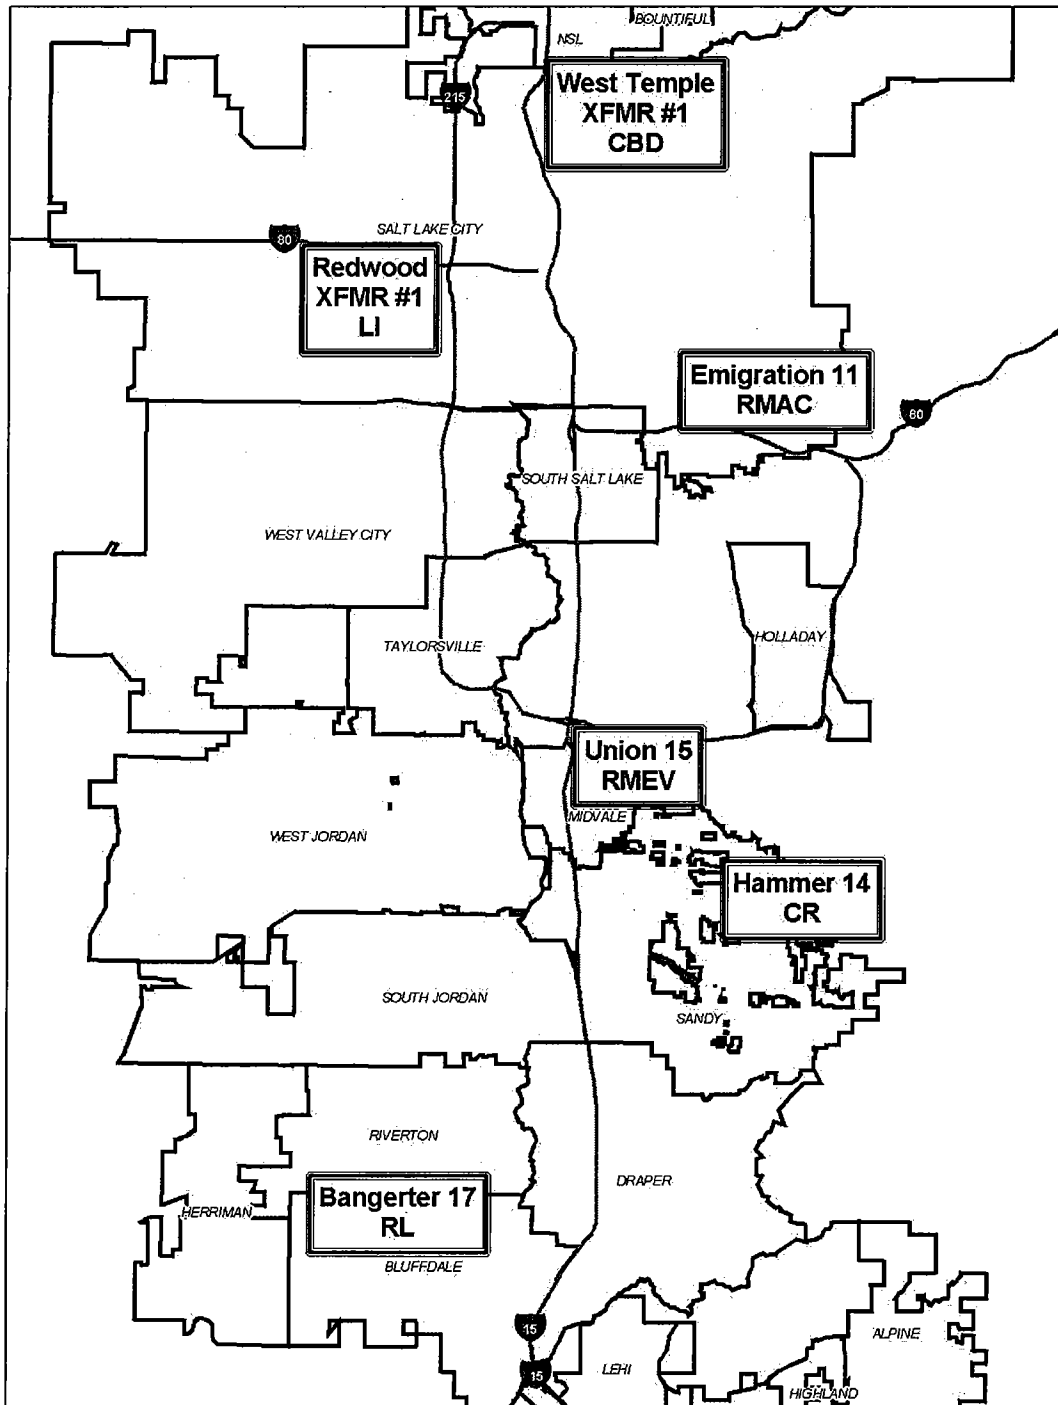 BOUNTIFUL
NSL
West Temple
XFMR #1
CBD
215
SALT LAKE CITY
80
Redwood
XFMR #1
LI
Emigration 11
RMAC
80
SOUTH SALT LAKE
WEST VALLEY CITY
TAYLORSVILLE
HOLLADAY
Union 15
RMEV
MIDVALE
WEST JORDAN
Hammer 14
CR
SOUTH JORDAN
SANDY
RIVERTON
DRAPER
Bangerter 17
RL
HERRIMAN
BLUFFDALE
15
ALPINE
15
LEHI
HIGHLAND